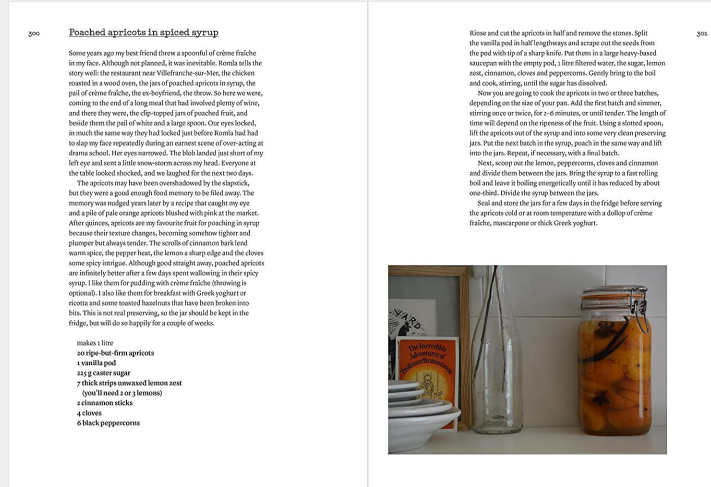 300
Poached apricots in spiced syrup
Some years ago my best friend threw a spoonful of crème fraîche
in my face. Although not planned, it was inevitable. Romla tells the
story well: the restaurant near Villefranche-sur-Mer, the chicken
roasted in a wood oven, the jars of poached apricots in syrup, the
pail of crème fraîche, the ex-boyfriend, the throw. So here we were,
coming to the end of a long meal that had involved plenty of wine,
and there they were, the clip-topped jars of poached fruit, and
beside them the pail of white and a large spoon. Our eyes locked,
in much the same way they had locked just before Romla had had
to slap my face repeatedly during an earnest scene of over-acting at
drama school. Her eyes narrowed. The blob landed just short of my
left eye and sent a little snow-storm across my head. Everyone at
the table looked shocked, and we laughed for the next two days.
The apricots may have been overshadowed by the slapstick,
but they were a good enough food memory to be filed away. The
memory was nudged years later by a recipe that caught my eye
and a pile of pale orange apricots blushed with pink at the market.
After quinces, apricots are my favourite fruit for poaching in syrup
because their texture changes, becoming somehow tighter and
plumper but always tender. The scrolls of cinnamon bark lend
warm spice, the pepper heat, the lemon a sharp edge and the cloves
some spicy intrigue. Although good straight away, poached apricots
are infinitely better after a few days spent wallowing in their spicy
syrup. I like them for pudding with crème fraîche (throwing is
optional). I also like them for breakfast with Greek yoghurt or
ricotta and some toasted hazelnuts that have been broken into
bits. This is not real preserving, so the jar should be kept in the
fridge, but will do so happily for a couple of weeks.
makes 1 litre
20 ripe-but-firm apricots
1 vanilla pod
225 g caster sugar
7 thick strips unwaxed lemon zest
(you'll need 2 or 3 lemons)
2 cinnamon sticks
4 cloves
6 black peppercorns
301
Rinse and cut the apricots in half and remove the stones. Split
the vanilla pod in half lengthways and scrape out the seeds from
the pod with tip of a sharp knife. Put them in a large heavy-based
saucepan with the empty pod, 1 litre filtered water, the sugar, lemon
zest, cinnamon, cloves and peppercorns. Gently bring to the boil
and cook, stirring, until the sugar has dissolved.
Now you are going to cook the apricots in two or three batches,
depending on the size of your pan. Add the first batch and simmer,
stirring once or twice, for 2–6 minutes, or until tender. The length of
time will depend on the ripeness of the fruit. Using a slotted spoon,
lift the apricots out of the syrup and into some very clean preserving
jars. Put the next batch in the syrup, poach in the same way and lift
into the jars. Repeat, if necessary, with a final batch.
Next, scoop out the lemon, peppercorns, cloves and cinnamon
and divide them between the jars. Bring the syrup to a fast rolling
boil and leave it boiling energetically until it has reduced by about
one-third. Divide the syrup between the jars.
Seal and store the jars for a few days in the fridge before serving
the apricots cold or at room temperature with a dollop of crème
fraîche, mascarpone or thick Greek yoghurt.
YARD
The Incredible
Adventures of
Professor Branestawm